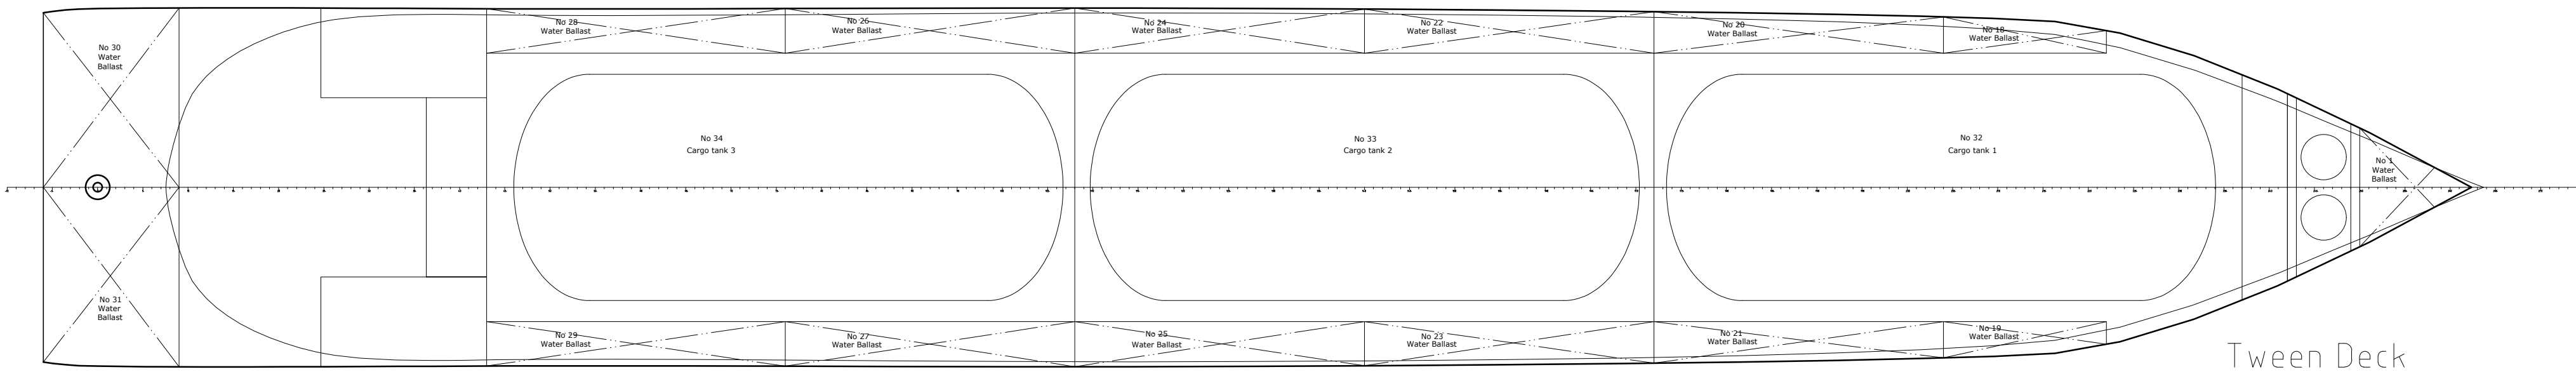 No 28
Water Ballast
No 26
Water Ballast
No 24
Water Ballast
No 22
Water Ballast
No 20
Water Ballast
No 18
Water Ballast
No 30
Water
Ballast
No 34
Cargo tank 3
No 33
Cargo tank 2
No 32
Cargo tank 1
No 1
Water
Ballast
No 31
Water
Ballast
No 29
Water Ballast
No 27
Water Ballast
No 25
Water Ballast
No 23
Water Ballast
No 21
Water Ballast
No 19
Water Ballast
Tween Deck